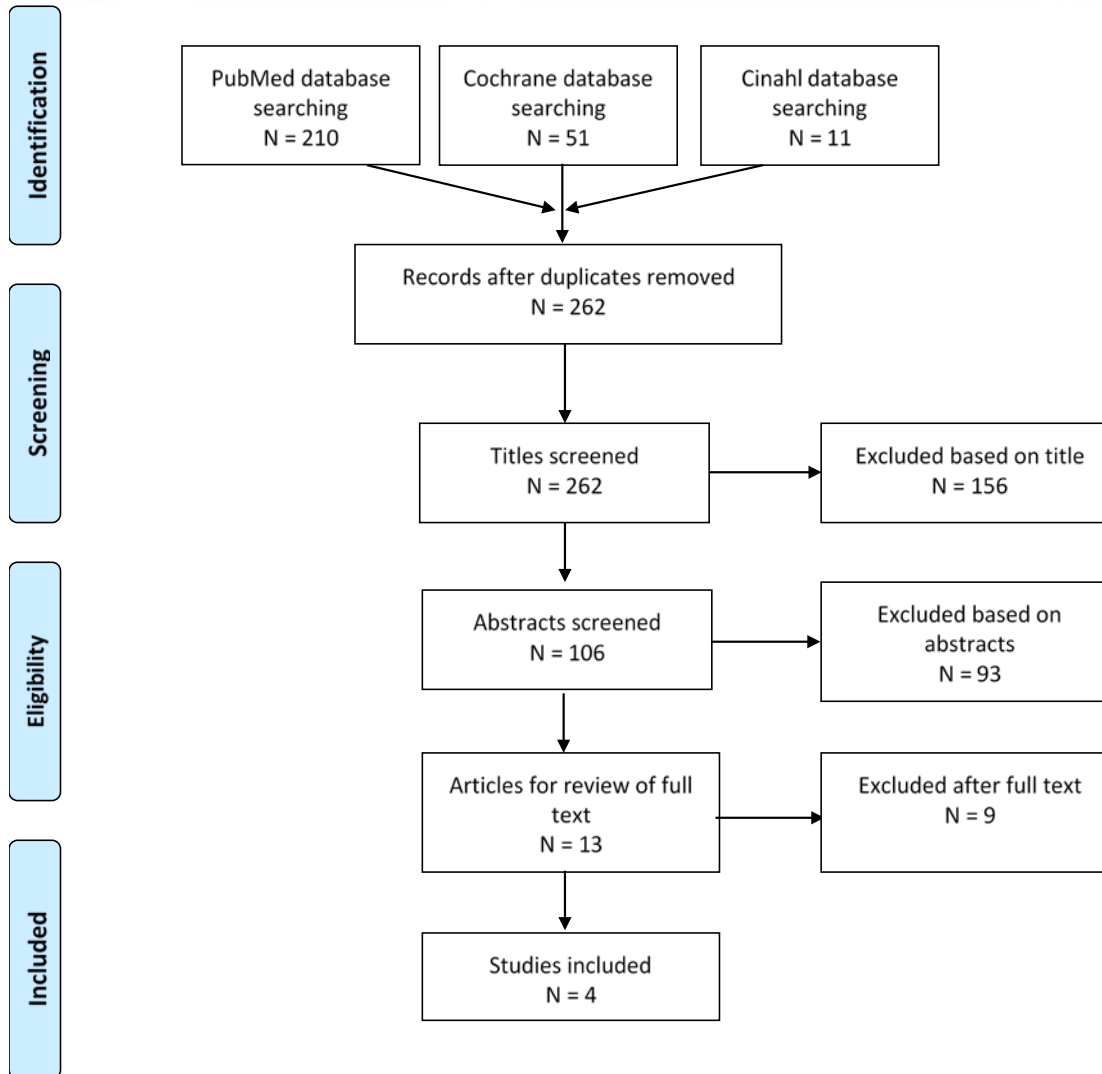 Identification
PubMed database
searching
N = 210
Cochrane database
searching
N = 51
Cinahl database
searching
N = 11
Records after duplicates removed
N = 262
Screening
Titles screened
N = 262
Excluded based on title
N = 156
Eligibility
Abstracts screened
N = 106
Excluded based on
abstracts
N = 93
Articles for review of full
text
N = 13
Excluded after full text
N = 9
Included
Studies included
N = 4